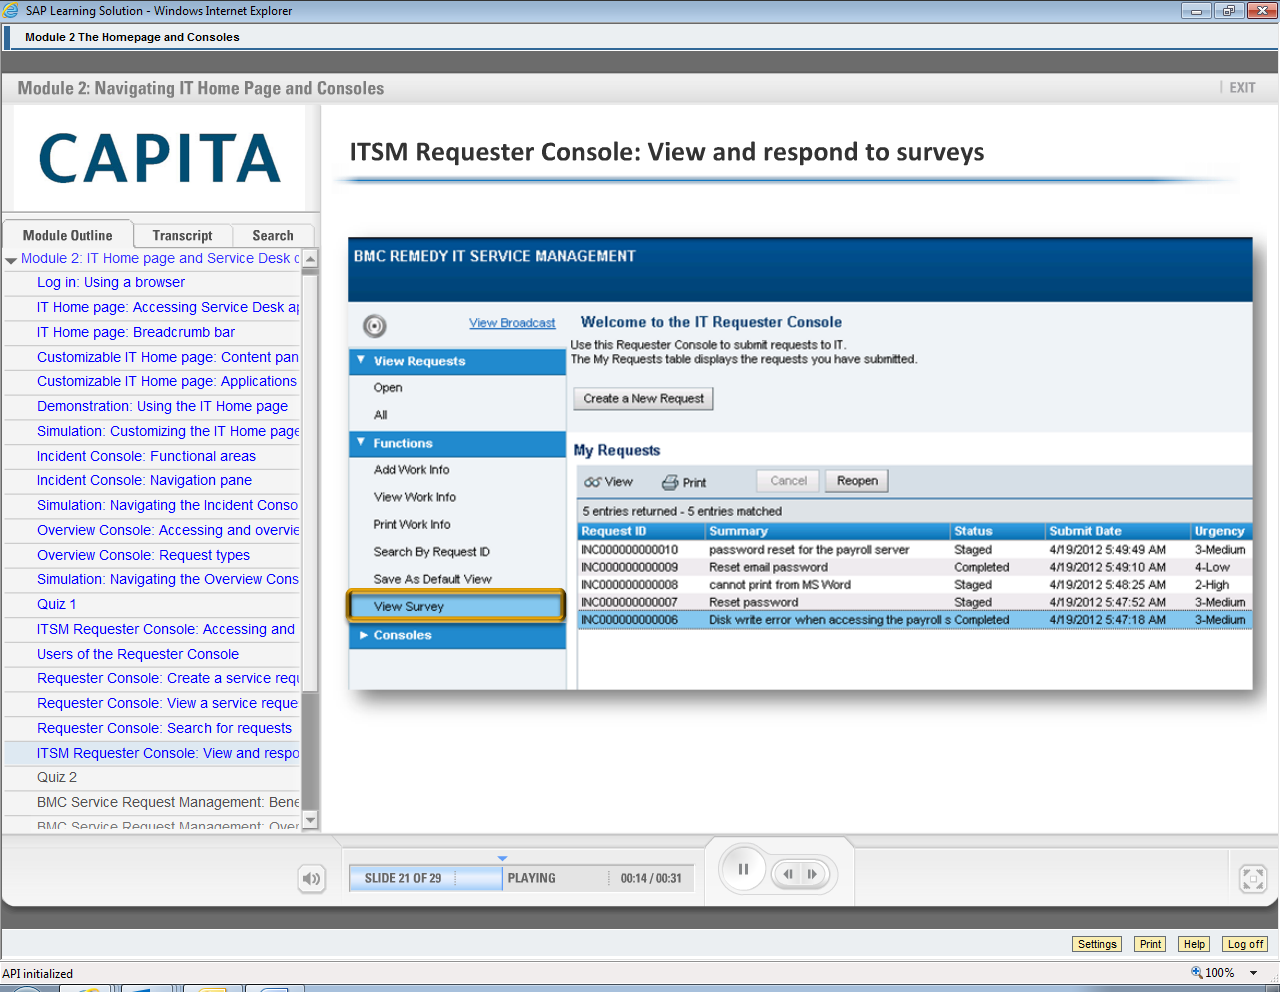 SAP Learning Solution - Windows Internet Explorer
Module 2 The Homepage and Consoles
Module 2: Navigating IT Home Page and Consoles
EXIT
CAPITA
ITSM Requester Console: View and respond to surveys
Module Outline
Transcript
Search
Module 2: IT Home page and Service Desk c
Log in: Using a browser
IT Home page: Accessing Service Desk ap
IT Home page: Breadcrumb bar
Customizable IT Home page: Content pan
Customizable IT Home page: Applications
Demonstration: Using the IT Home page
Simulation: Customizing the IT Home page
Incident Console: Functional areas
Incident Console: Navigation pane
Simulation: Navigating the Incident Conso
Overview Console: Accessing and overvie
Overview Console: Request types
Simulation: Navigating the Overview Cons
Quiz 1
ITSM Requester Console: Accessing and
Users of the Requester Console
Requester Console: Create a service requ
Requester Console: View a service reque
Requester Console: Search for requests
ITSM Requester Console: View and respo
Quiz 2
BMC Service Request Management: Bene
BMC Service Request Management: Over
BMC REMEDY IT SERVICE MANAGEMENT
View Broadcast
View Requests
Open
All
Functions
Add Work Info
View Work Info
Print Work Info
Search By Request ID
Save As Default View
View Survey
Consoles
Welcome to the IT Requester Console
Use this Requester Console to submit requests to IT.
The My Requests table displays the requests you have submitted.
Create a New Request
My Requests
View Print Cancel Reopen
5 entries returned - 5 entries matched
Request ID Summary Status Submit Date Urgency
INC000000000010 password reset for the payroll server Staged 4/19/2012 5:49:49 AM 3-Medium
INC000000000009 Reset email password Completed 4/19/2012 5:49:10 AM 4-Low
INC000000000008 cannot print from MS Word Staged 4/19/2012 5:48:25 AM 2-High
INC000000000007 Reset password Staged 4/19/2012 5:47:52 AM 3-Medium
INC000000000006 Disk write error when accessing the payroll s Completed 4/19/2012 5:47:18 AM 3-Medium
SLIDE 21 OF 29 PLAYING 00:14 / 00:31
Settings Print Help Log off
API initialized
100%